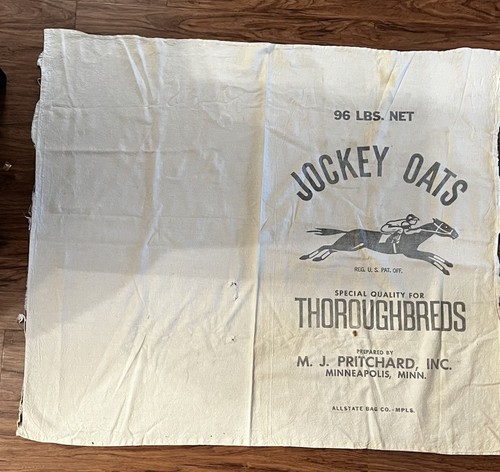 96 LBS. NET
JOCKEY OATS
REG. U. S. PAT. OFF.
SPECIAL QUALITY FOR
THOROUGHBREDS
PREPARED BY
M. J. PRITCHARD, INC.
MINNEAPOLIS, MINN.
ALLSTATE BAG CO.-MPLS.